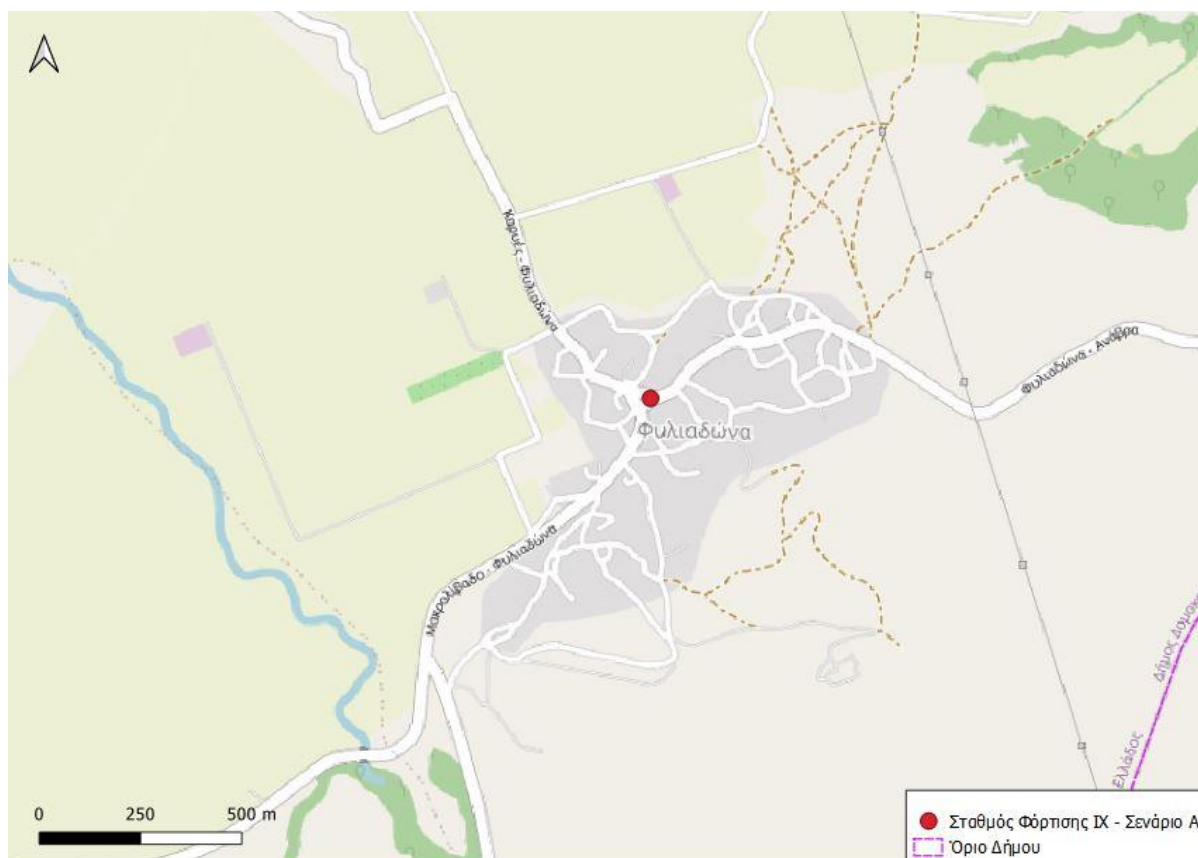 Καρυές - Φυλιαδώνα
Φυλιαδώνα - Ανάβρα
Φυλιαδώνα
Μακρολίβαδο - Φυλιαδώνα
Δήμος Δομοκ
Ελλάδος
0 250 500 m
Σταθμός Φόρτισης ΙΧ - Σενάριο Α
Όριο Δήμου